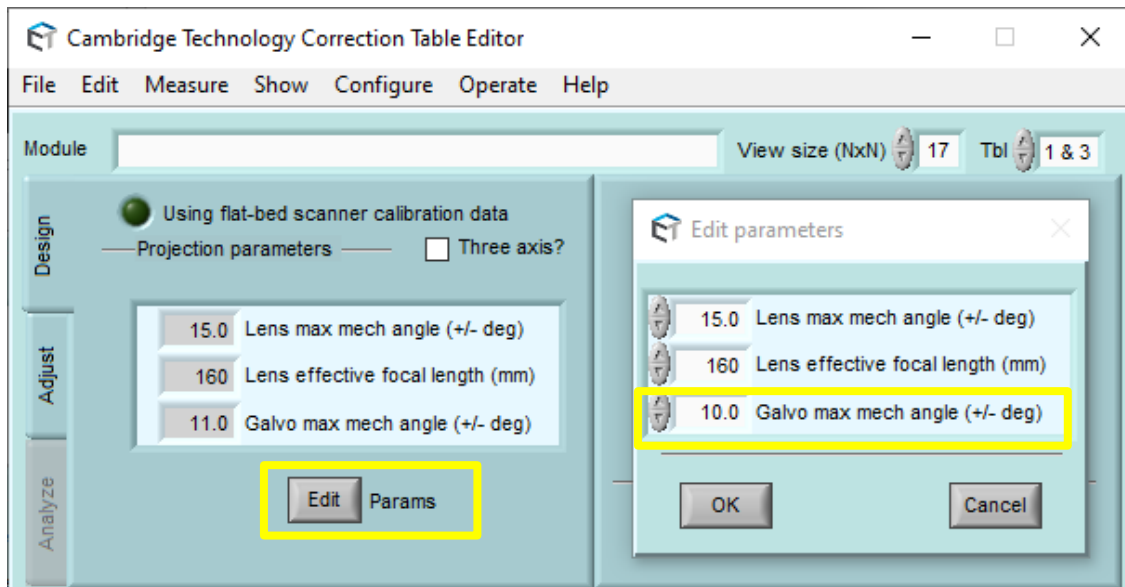 Cambridge Technology Correction Table Editor
File Edit Measure Show Configure Operate Help
Module View size (NxN) 17 Tbl 1 & 3
Design
Adjust
Analyze
Using flat-bed scanner calibration data
Projection parameters Three axis?
15.0 Lens max mech angle (+/- deg)
160 Lens effective focal length (mm)
11.0 Galvo max mech angle (+/- deg)
Edit Params
Edit parameters
15.0 Lens max mech angle (+/- deg)
160 Lens effective focal length (mm)
10.0 Galvo max mech angle (+/- deg)
OK Cancel